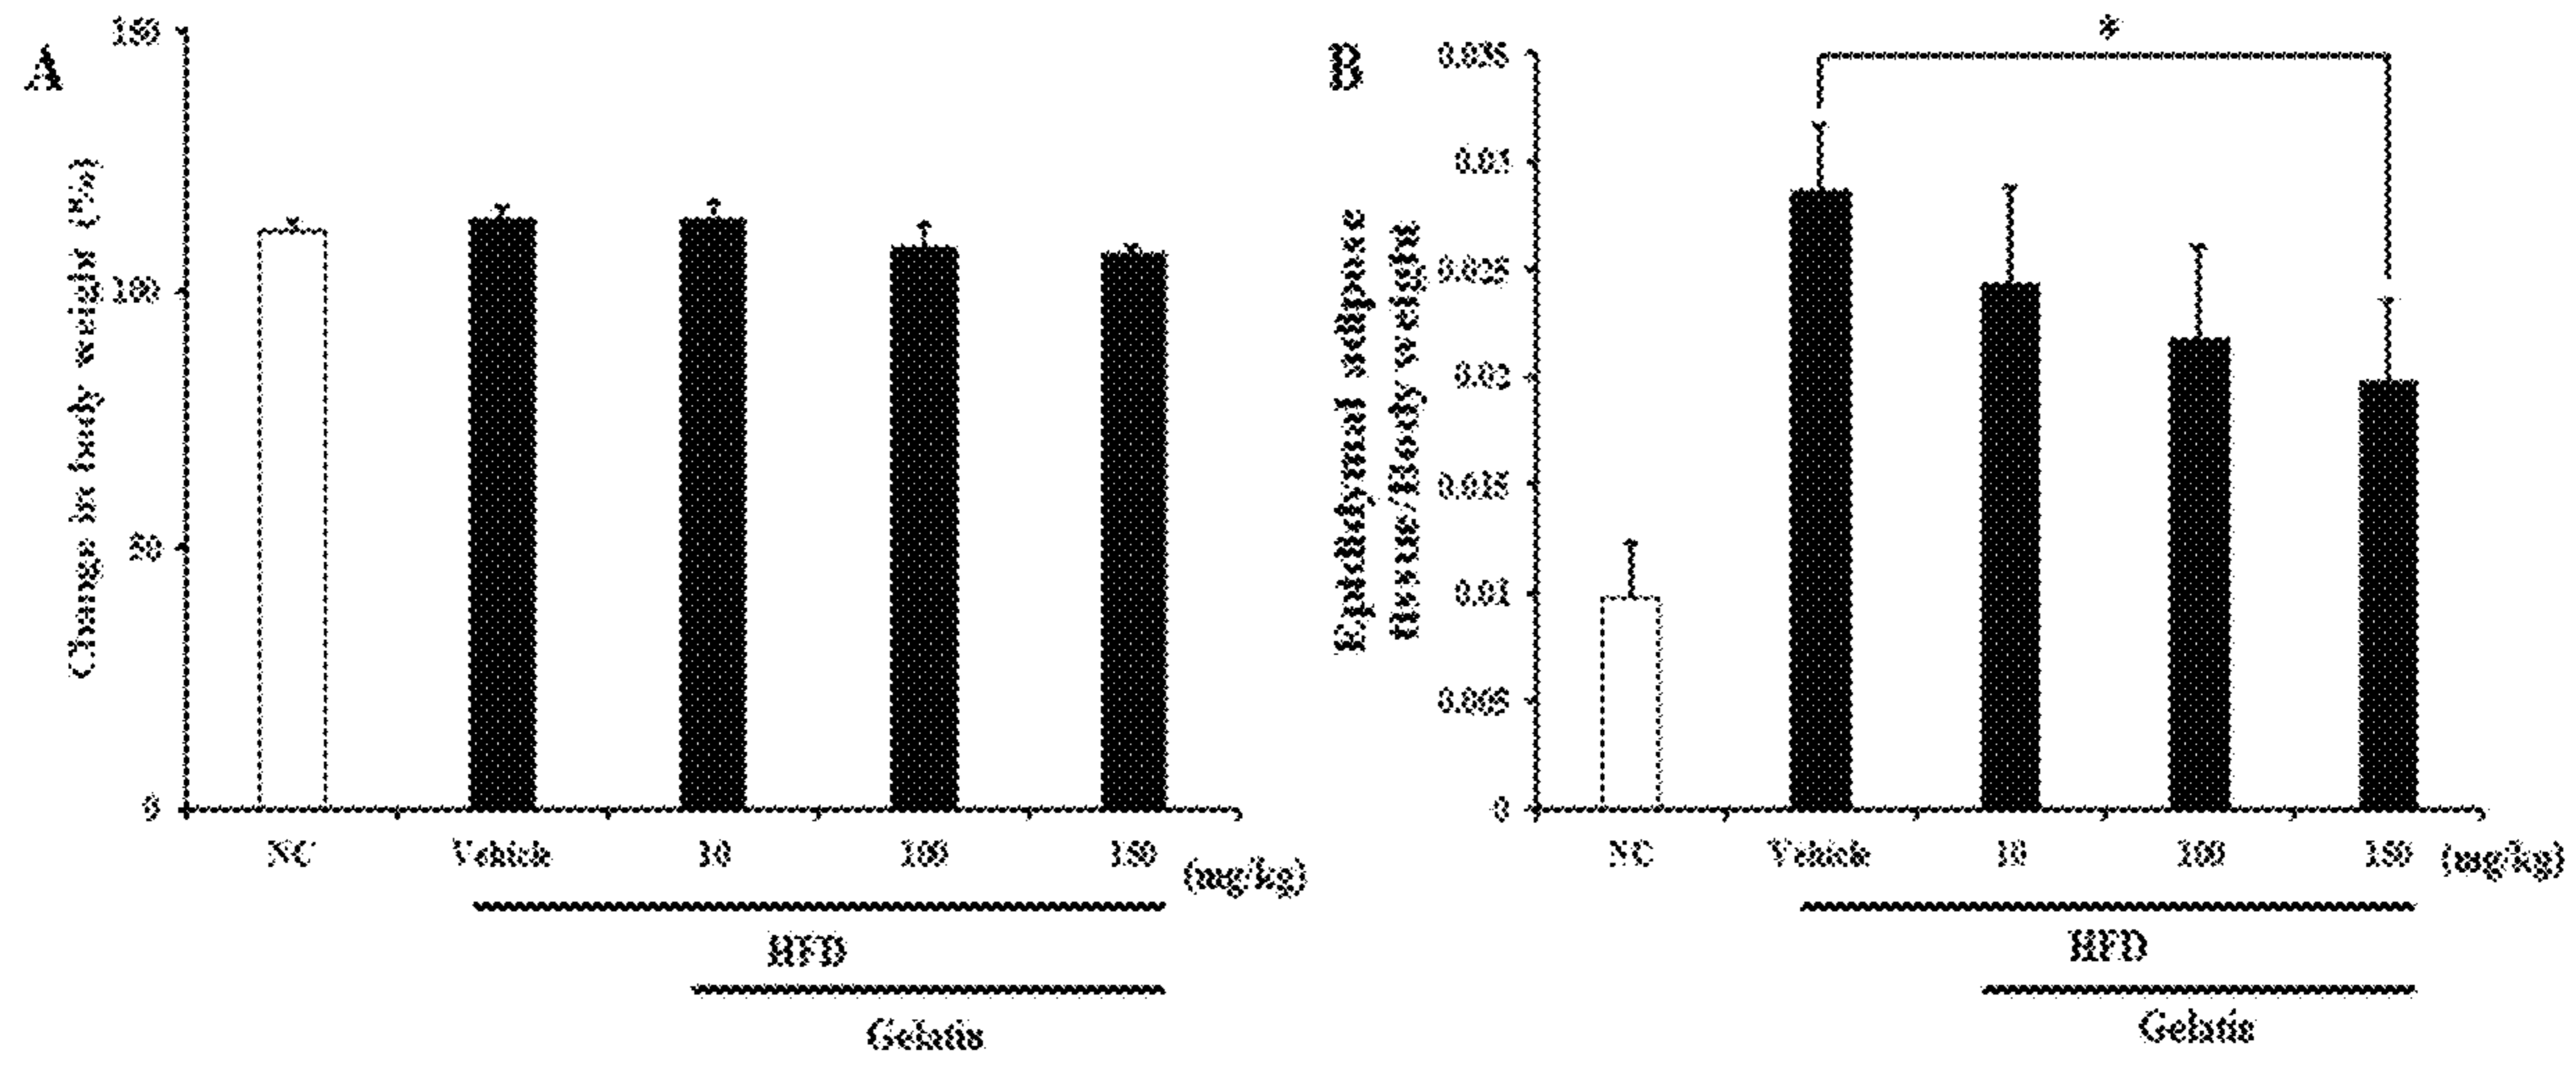 A
150
100
50
0
Change in body weight (%)
NC Vehicle 10 100 150 (mg/kg)
HFD
Gelatin
B
*
0.035
0.03
0.025
0.02
0.015
0.01
0.005
0
Epididymal adipose
tissue/Body weight
NC Vehicle 10 100 150 (mg/kg)
HFD
Gelatin